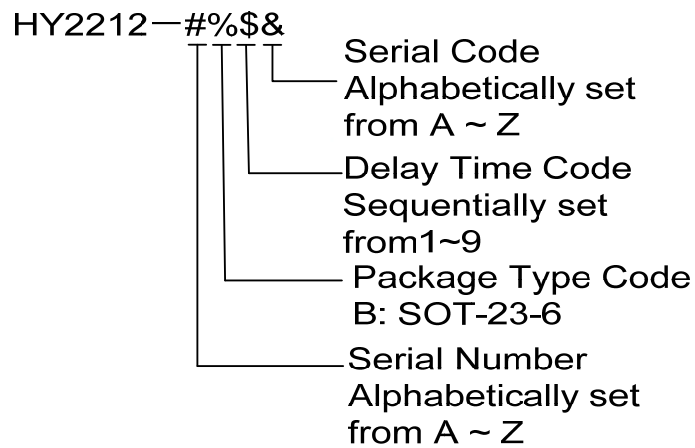 HY2212－#%$&
Serial Code
Alphabetically set
from A ~ Z
Delay Time Code
Sequentially set
from1~9
Package Type Code
B: SOT-23-6
Serial Number
Alphabetically set
from A ~ Z